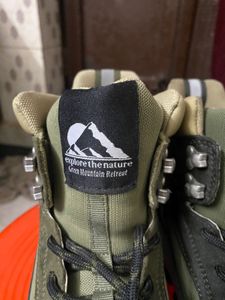 explore the nature
Green Mountain Retreat